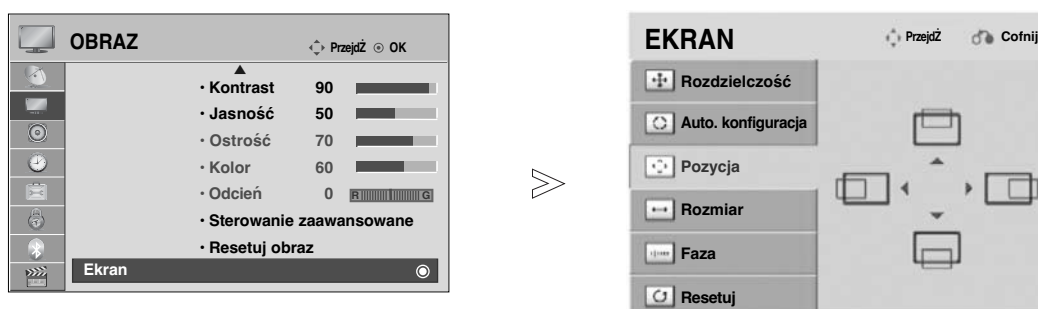 OBRAZ
PrzejdŹ OK
• Kontrast 90
• Jasność 50
• Ostrość 70
• Kolor 60
• Odcień 0 R G
• Sterowanie zaawansowane
• Resetuj obraz
Ekran
EKRAN
PrzejdŹ Cofnij
Rozdzielczość
Auto. konfiguracja
Pozycja
Rozmiar
Faza
Resetuj